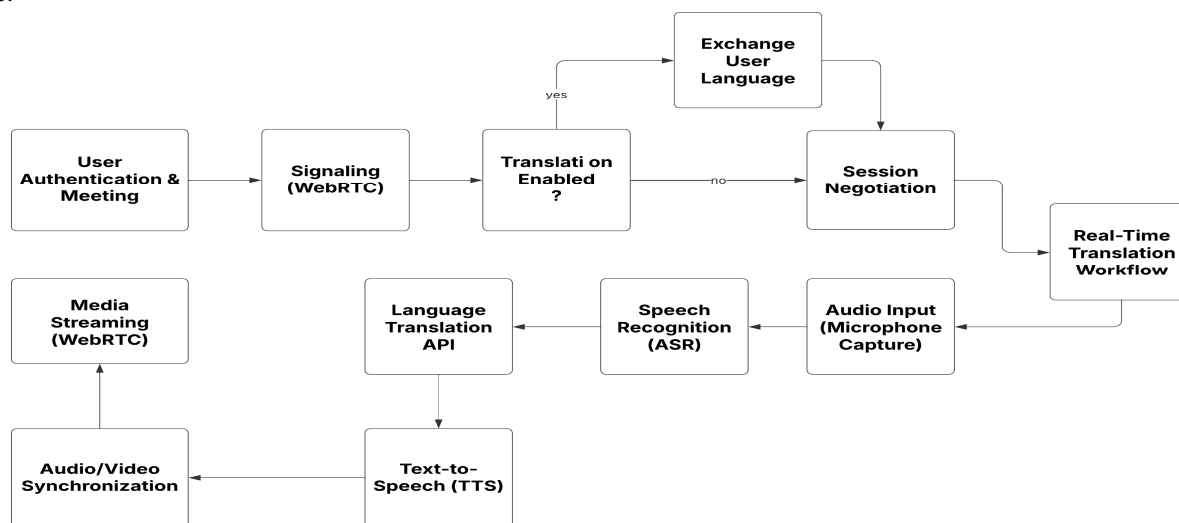 Exchange
User
Language
yes
User
Authentication &
Meeting
Signaling
(WebRTC)
Translati on
Enabled
?
no
Session
Negotiation
Real-Time
Translation
Workflow
Media
Streaming
(WebRTC)
Language
Translation
API
Speech
Recognition
(ASR)
Audio Input
(Microphone
Capture)
Audio/Video
Synchronization
Text-to-
Speech (TTS)